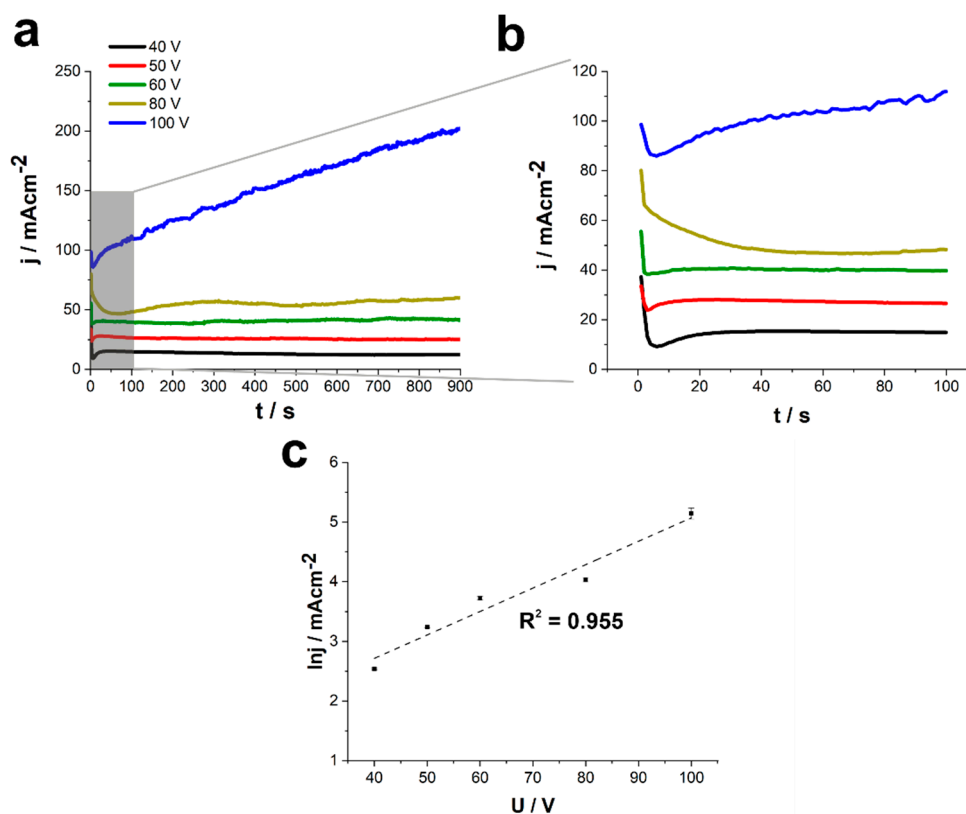 a
40 V
50 V
60 V
80 V
100 V
250
200
150
100
50
0
j / mAcm-2
0 100 200 300 400 500 600 700 800 900
t / s
b
120
100
80
60
40
20
0
j / mAcm-2
0 20 40 60 80 100
t / s
c
6
5
4
3
2
1
lnj / mAcm-2
R² = 0.955
40 50 60 70 80 90 100
U / V